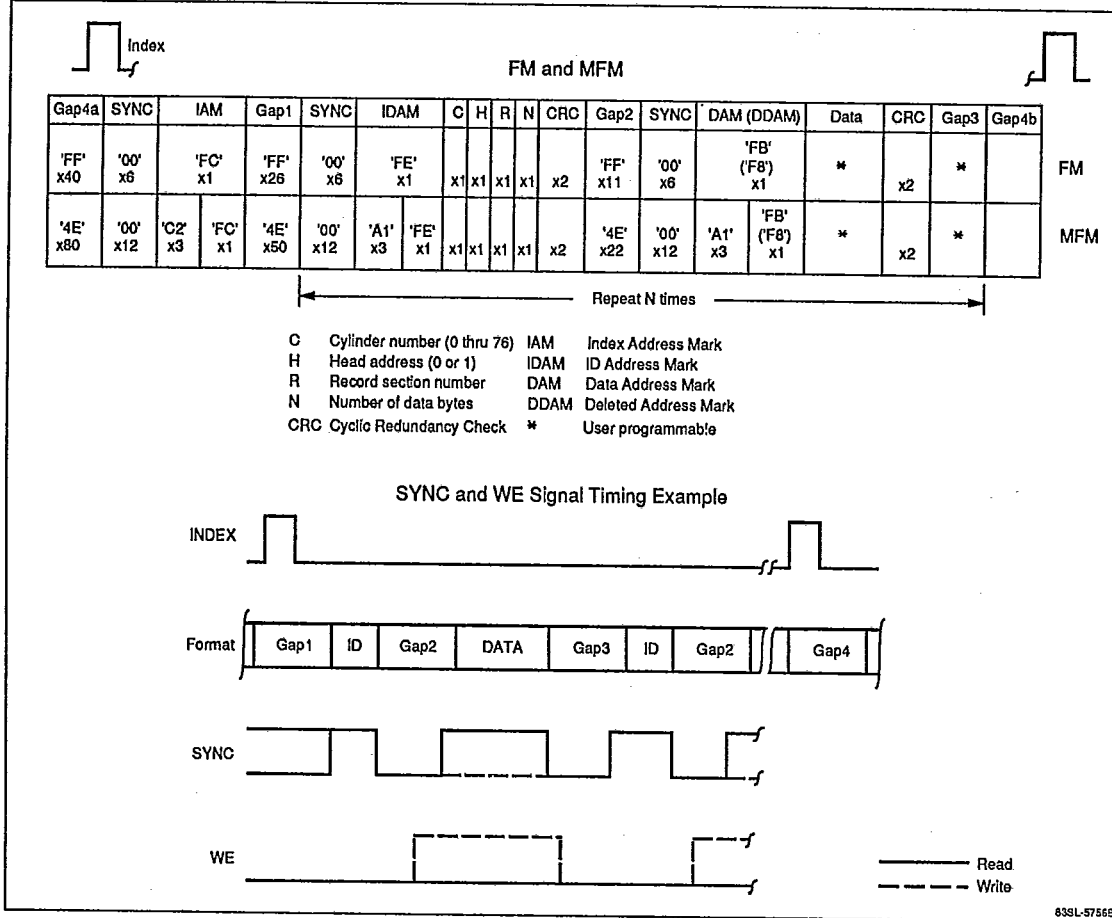 Index
FM and MFM
Gap4a SYNC IAM Gap1 SYNC IDAM C H R N CRC Gap2 SYNC DAM (DDAM) Data CRC Gap3 Gap4b
'FF' x40 '00' x6 'FC' x1 'FF' x26 '00' x6 'FE' x1 x1 x1 x1 x1 x2 'FF' x11 '00' x6 'FB' ('F8') x1 * x2 * FM
'4E' x80 '00' x12 'C2' x3 'FC' x1 '4E' x50 '00' x12 'A1' x3 'FE' x1 x1 x1 x1 x1 x2 '4E' x22 '00' x12 'A1' x3 'FB' ('F8') x1 * x2 * MFM
Repeat N times
C Cylinder number (0 thru 76) IAM Index Address Mark
H Head address (0 or 1) IDAM ID Address Mark
R Record section number DAM Data Address Mark
N Number of data bytes DDAM Deleted Address Mark
CRC Cyclic Redundancy Check * User programmable
SYNC and WE Signal Timing Example
INDEX
Format Gap1 ID Gap2 DATA Gap3 ID Gap2 Gap4
SYNC
WE
Read
Write